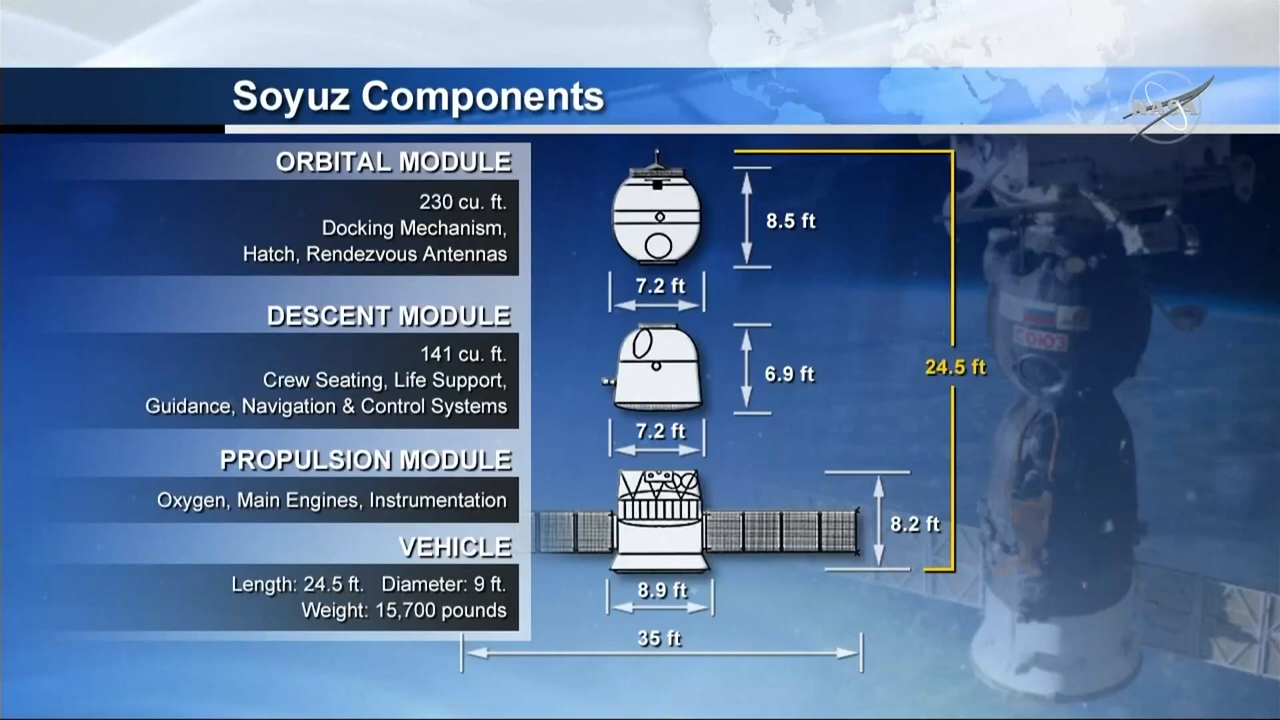 Soyuz Components
NASA
ORBITAL MODULE
230 cu. ft.
Docking Mechanism,
Hatch, Rendezvous Antennas
8.5 ft
7.2 ft
DESCENT MODULE
141 cu. ft.
Crew Seating, Life Support,
Guidance, Navigation & Control Systems
6.9 ft
7.2 ft
24.5 ft
СОЮЗ
PROPULSION MODULE
Oxygen, Main Engines, Instrumentation
8.2 ft
8.9 ft
VEHICLE
Length: 24.5 ft. Diameter: 9 ft.
Weight: 15,700 pounds
35 ft